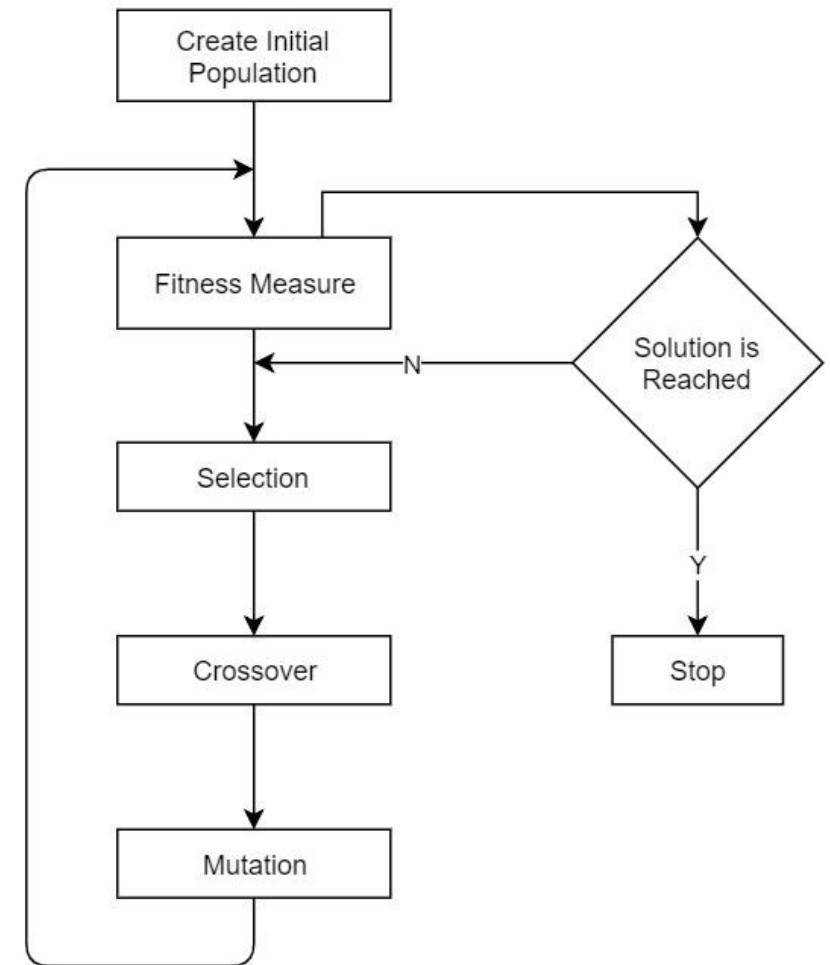 Create Initial
Population
Fitness Measure
Solution is
Reached
N
Selection
Y
Crossover
Stop
Mutation